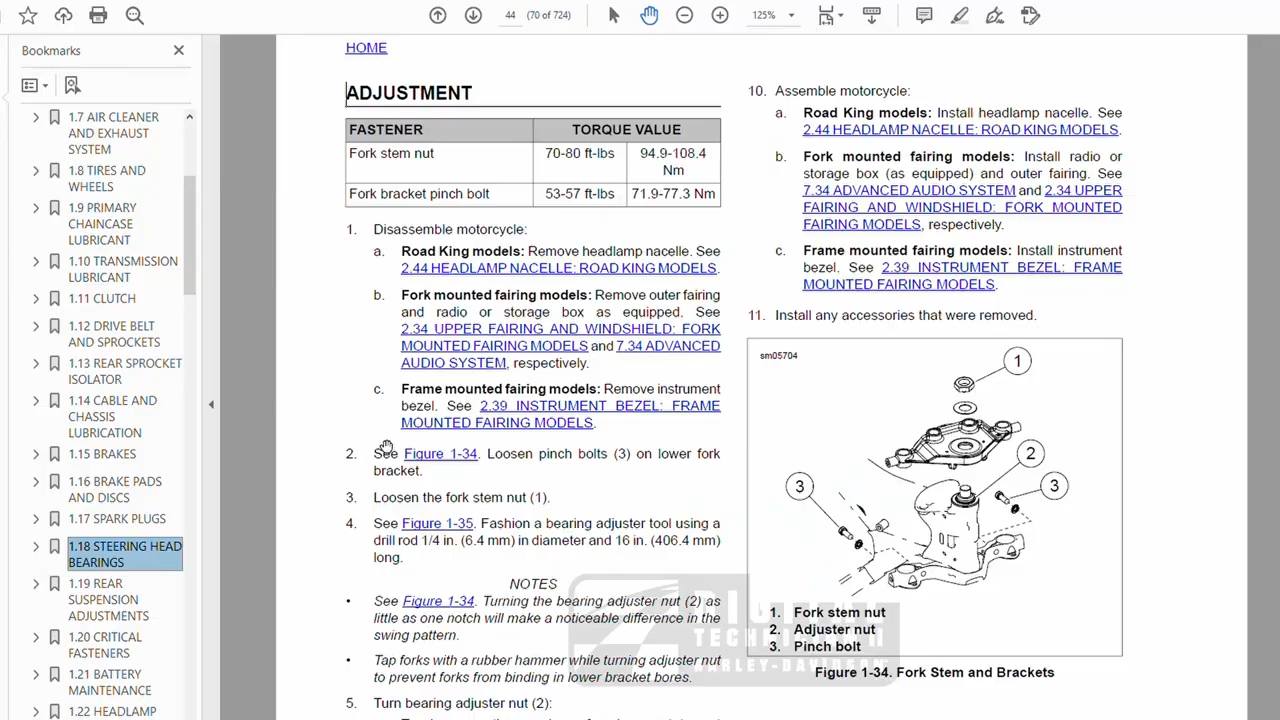 44 (70 of 724) 125%
Bookmarks
1.7 AIR CLEANER
AND EXHAUST
SYSTEM
1.8 TIRES AND
WHEELS
1.9 PRIMARY
CHAINCASE
LUBRICANT
1.10 TRANSMISSION
LUBRICANT
1.11 CLUTCH
1.12 DRIVE BELT
AND SPROCKETS
1.13 REAR SPROCKET
ISOLATOR
1.14 CABLE AND
CHASSIS
LUBRICATION
1.15 BRAKES
1.16 BRAKE PADS
AND DISCS
1.17 SPARK PLUGS
1.18 STEERING HEAD
BEARINGS
1.19 REAR
SUSPENSION
ADJUSTMENTS
1.20 CRITICAL
FASTENERS
1.21 BATTERY
MAINTENANCE
1.22 HEADLAMP
HOME
ADJUSTMENT
FASTENER TORQUE VALUE
Fork stem nut 70-80 ft-lbs 94.9-108.4
Nm
Fork bracket pinch bolt 53-57 ft-lbs 71.9-77.3 Nm
1. Disassemble motorcycle:
a. Road King models: Remove headlamp nacelle. See
2.44 HEADLAMP NACELLE: ROAD KING MODELS.
b. Fork mounted fairing models: Remove outer fairing
and radio or storage box as equipped. See
2.34 UPPER FAIRING AND WINDSHIELD: FORK
MOUNTED FAIRING MODELS and 7.34 ADVANCED
AUDIO SYSTEM, respectively.
c. Frame mounted fairing models: Remove instrument
bezel. See 2.39 INSTRUMENT BEZEL: FRAME
MOUNTED FAIRING MODELS.
2. See Figure 1-34. Loosen pinch bolts (3) on lower fork
bracket.
3. Loosen the fork stem nut (1).
4. See Figure 1-35. Fashion a bearing adjuster tool using a
drill rod 1/4 in. (6.4 mm) in diameter and 16 in. (406.4 mm)
long.
NOTES
• See Figure 1-34. Turning the bearing adjuster nut (2) as
little as one notch will make a noticeable difference in the
swing pattern.
• Tap forks with a rubber hammer while turning adjuster nut
to prevent forks from binding in lower bracket bores.
5. Turn bearing adjuster nut (2):
10. Assemble motorcycle:
a. Road King models: Install headlamp nacelle. See
2.44 HEADLAMP NACELLE: ROAD KING MODELS.
b. Fork mounted fairing models: Install radio or
storage box (as equipped) and outer fairing. See
7.34 ADVANCED AUDIO SYSTEM and 2.34 UPPER
FAIRING AND WINDSHIELD: FORK MOUNTED
FAIRING MODELS, respectively.
c. Frame mounted fairing models: Install instrument
bezel. See 2.39 INSTRUMENT BEZEL: FRAME
MOUNTED FAIRING MODELS.
11. Install any accessories that were removed.
sm05704
1
2
3
3
1. Fork stem nut
2. Adjuster nut
3. Pinch bolt
Figure 1-34. Fork Stem and Brackets
HARLEY-DAVIDSON